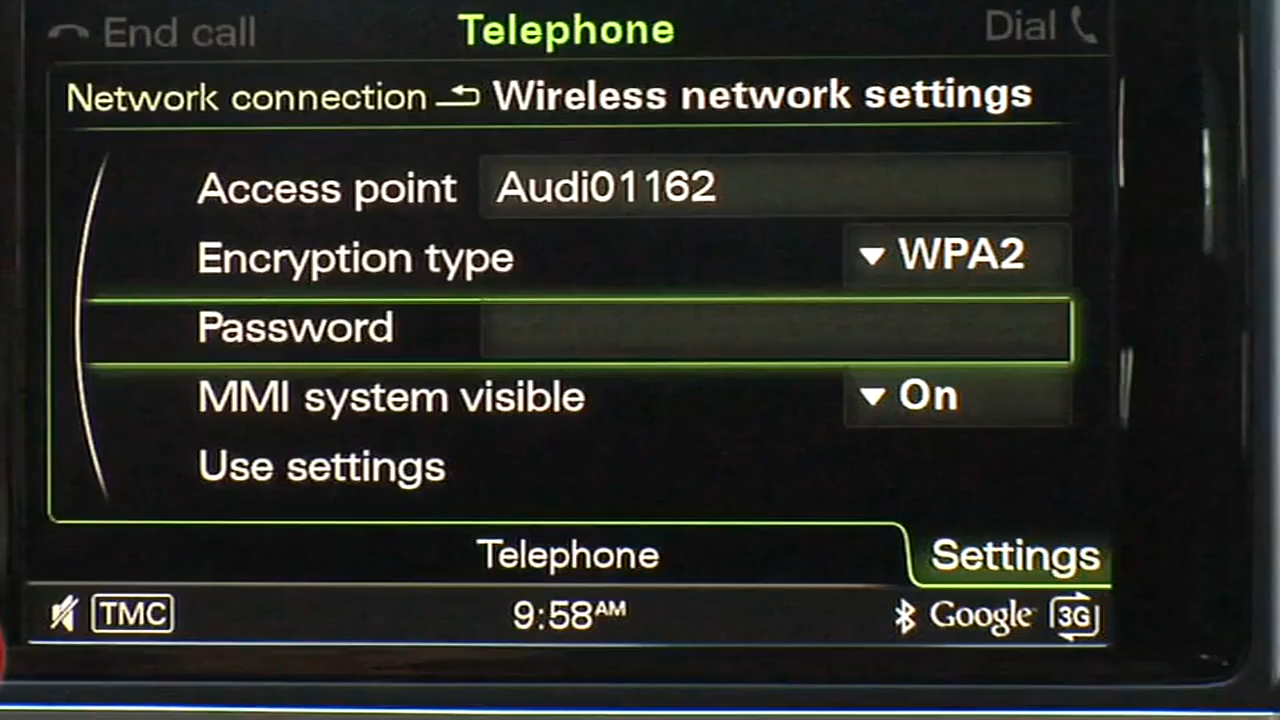 End call Telephone Dial
Network connection Wireless network settings
Access point Audi01162
Encryption type WPA2
Password
MMI system visible On
Use settings
Telephone Settings
TMC 9:58AM Google 3G